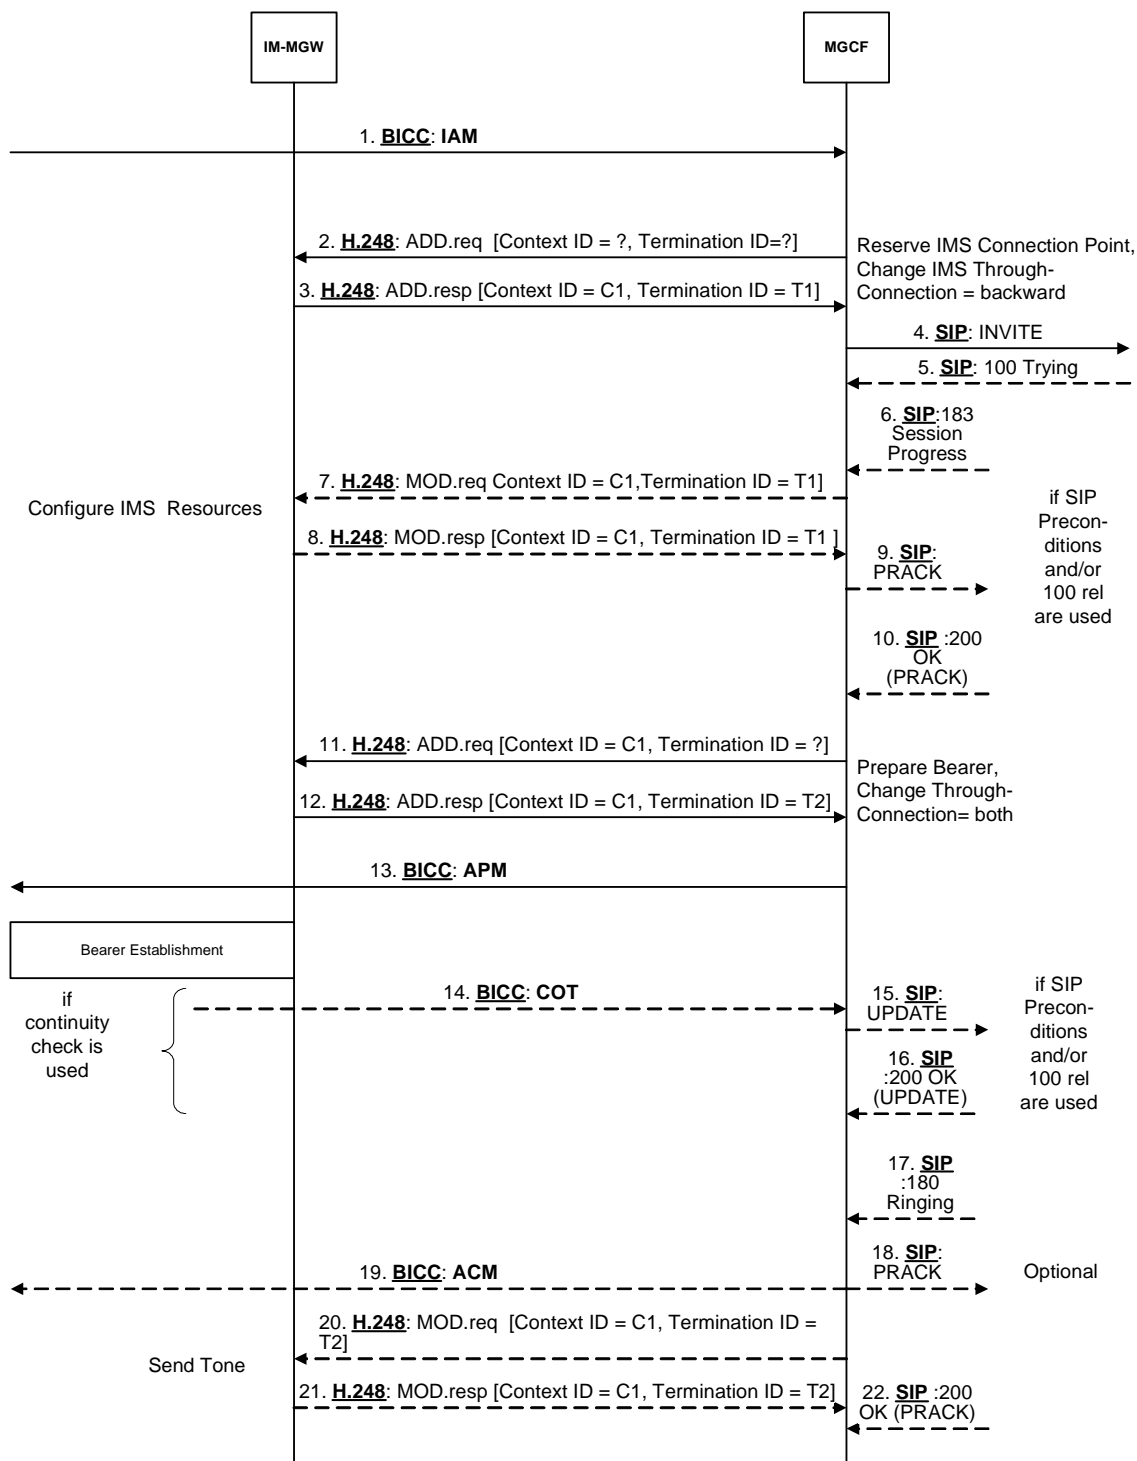 IM-MGW
MGCF
1. BICC: IAM
2. H.248: ADD.req  [Context ID = ?, Termination ID=?]
Reserve IMS Connection Point,
Change IMS Through-
Connection = backward
3. H.248: ADD.resp [Context ID = C1, Termination ID = T1]
4. SIP: INVITE
5. SIP: 100 Trying
6. SIP:183
Session
Progress
7. H.248: MOD.req Context ID = C1,Termination ID = T1]
Configure IMS  Resources
8. H.248: MOD.resp [Context ID = C1, Termination ID = T1 ]
if SIP
Precon-
ditions
and/or
100 rel
are used
9. SIP:
PRACK
10. SIP :200
OK
(PRACK)
11. H.248: ADD.req [Context ID = C1, Termination ID = ?]
Prepare Bearer,
Change Through-
Connection= both
12. H.248: ADD.resp [Context ID = C1, Termination ID = T2]
13. BICC: APM
Bearer Establishment
if
continuity
check is
used
14. BICC: COT
15. SIP:
UPDATE
if SIP
Precon-
ditions
and/or
100 rel
are used
16. SIP
:200 OK
(UPDATE)
17. SIP
:180
Ringing
18. SIP:
PRACK
Optional
19. BICC: ACM
20. H.248: MOD.req  [Context ID = C1, Termination ID =
T2]
Send Tone
21. H.248: MOD.resp [Context ID = C1, Termination ID = T2]
22. SIP :200
OK (PRACK)